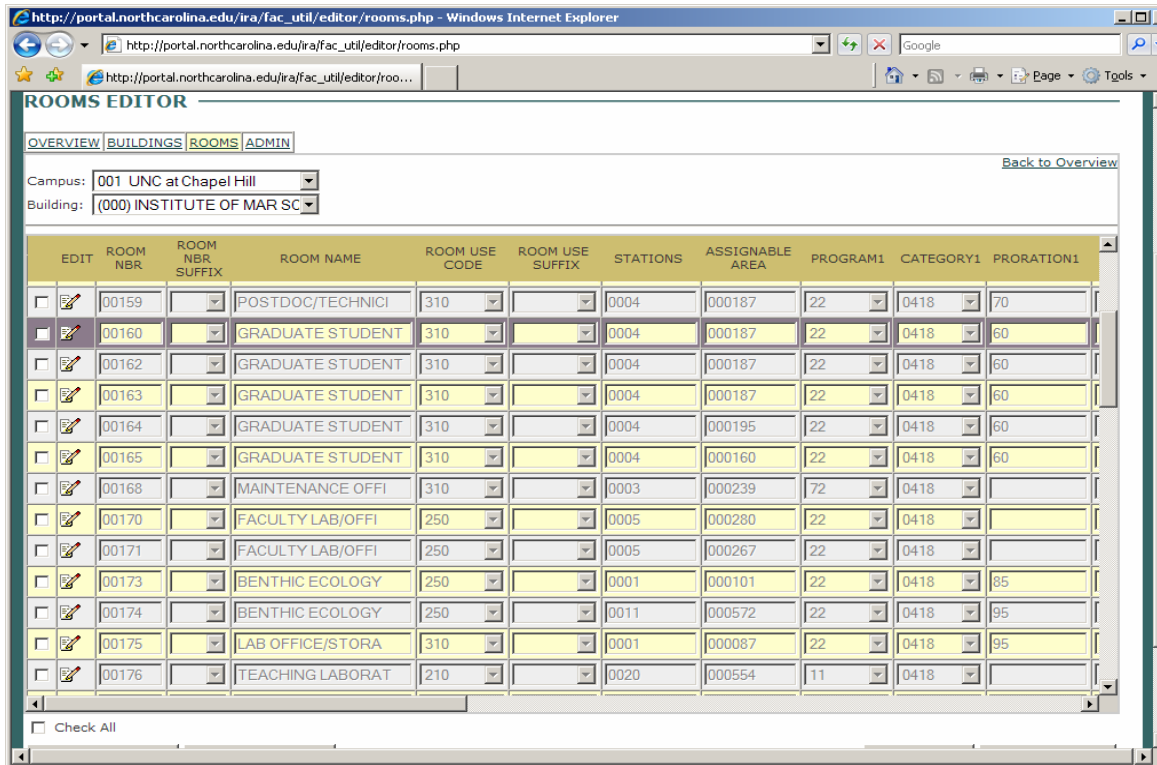 http://portal.northcarolina.edu/ira/fac_util/editor/rooms.php - Windows Internet Explorer
http://portal.northcarolina.edu/ira/fac_util/editor/rooms.php Google
http://portal.northcarolina.edu/ira/fac_util/editor/roo... Page Tools
ROOMS EDITOR
OVERVIEW BUILDINGS ROOMS ADMIN
Back to Overview
Campus: 001 UNC at Chapel Hill
Building: (000) INSTITUTE OF MAR SC
EDIT ROOM NBR ROOM NBR SUFFIX ROOM NAME ROOM USE CODE ROOM USE SUFFIX STATIONS ASSIGNABLE AREA PROGRAM1 CATEGORY1 PRORATION1
00159 POSTDOC/TECHNICI 310 0004 000187 22 0418 70
00160 GRADUATE STUDENT 310 0004 000187 22 0418 60
00162 GRADUATE STUDENT 310 0004 000187 22 0418 60
00163 GRADUATE STUDENT 310 0004 000187 22 0418 60
00164 GRADUATE STUDENT 310 0004 000195 22 0418 60
00165 GRADUATE STUDENT 310 0004 000160 22 0418 60
00168 MAINTENANCE OFFI 310 0003 000239 72 0418
00170 FACULTY LAB/OFFI 250 0005 000280 22 0418
00171 FACULTY LAB/OFFI 250 0005 000267 22 0418
00173 BENTHIC ECOLOGY 250 0001 000101 22 0418 85
00174 BENTHIC ECOLOGY 250 0011 000572 22 0418 95
00175 LAB OFFICE/STORA 310 0001 000087 22 0418 95
00176 TEACHING LABORAT 210 0020 000554 11 0418
Check All